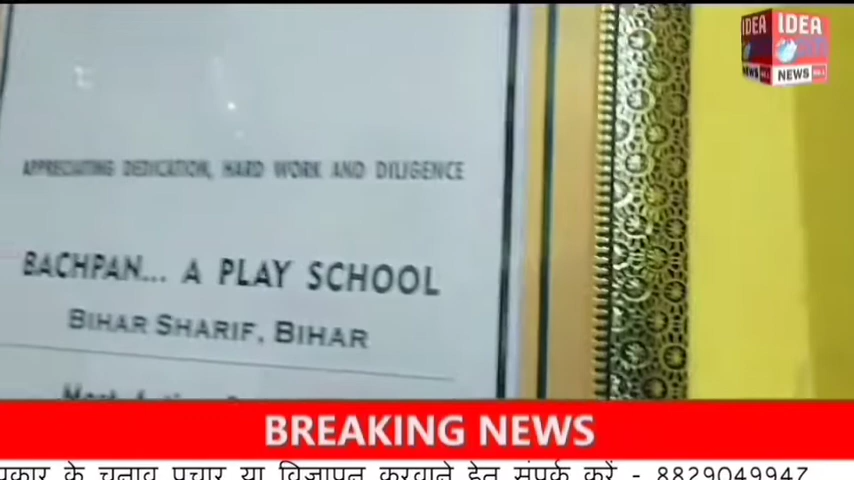 IDEA IDEA
NEWS NEWS
APPRECIATING DEDICATION, HARD WORK AND DILIGENCE
BACHPAN... A PLAY SCHOOL
BIHAR SHARIF, BIHAR
BREAKING NEWS
के चुनाव प्रचार या विज्ञापन करवाने हेतु संपर्क करें - 8829049947